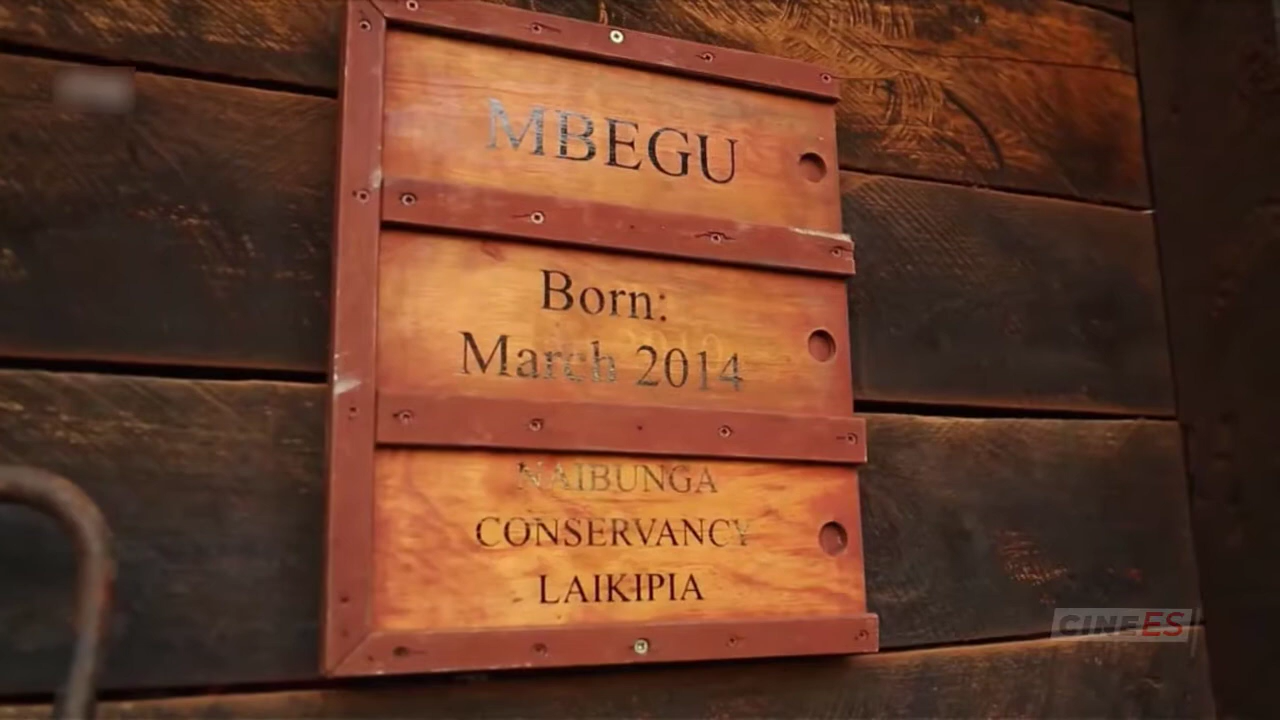 MBEGU
Born:
March 2014
NAIBUNGA
CONSERVANCY
LAIKIPIA
CINEES